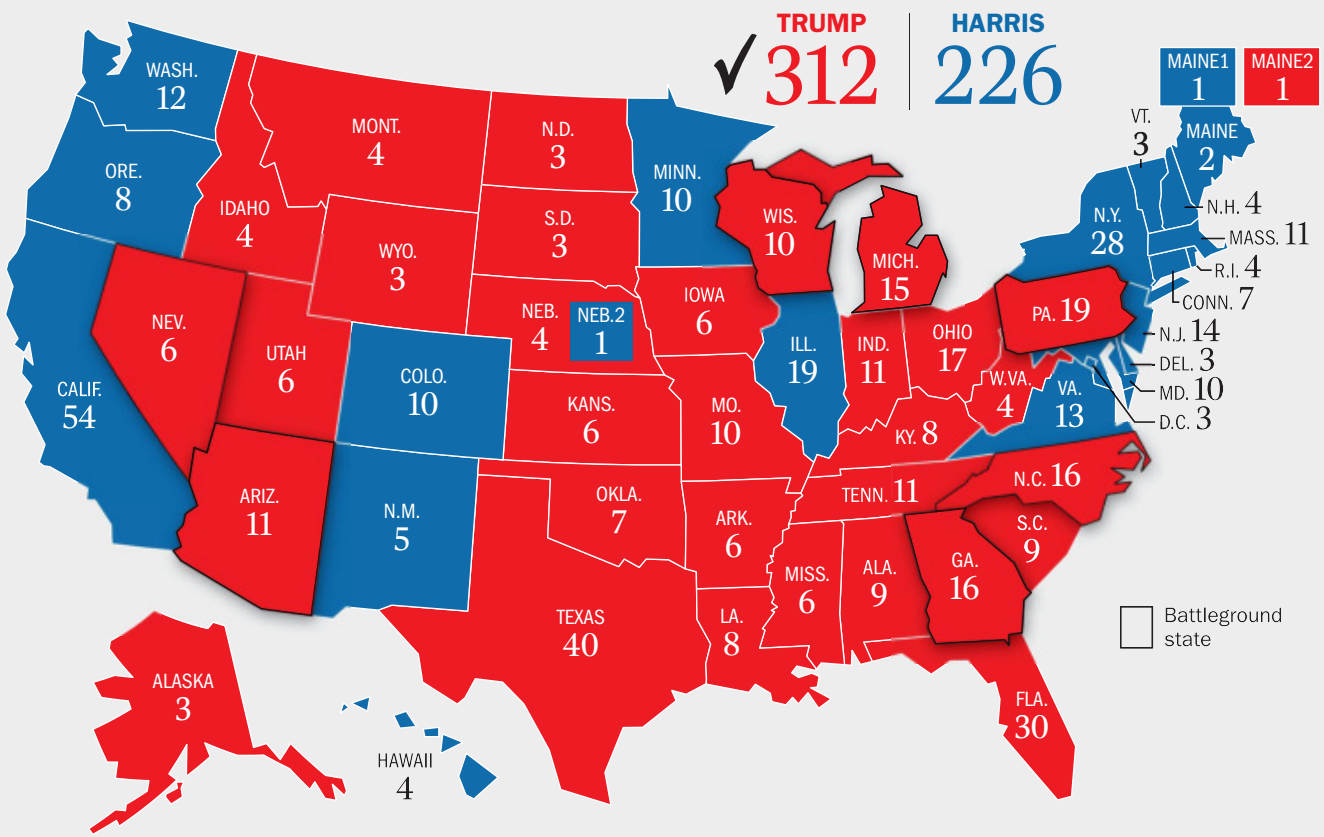 TRUMP
312
HARRIS
226
MAINE1
1
MAINE2
1
WASH.
12
ORE.
8
CALIF.
54
NEV.
6
IDAHO
4
MONT.
4
WYO.
3
UTAH
6
COLO.
10
ARIZ.
11
N.M.
5
N.D.
3
S.D.
3
NEB.
4
NEB.2
1
KANS.
6
OKLA.
7
TEXAS
40
MINN.
10
IOWA
6
MO.
10
ARK.
6
LA.
8
WIS.
10
ILL.
19
MICH.
15
IND.
11
OHIO
17
KY. 8
TENN. 11
MISS.
6
ALA.
9
GA.
16
FLA.
30
S.C.
9
N.C. 16
VA.
13
W.VA.
4
PA. 19
N.Y.
28
VT.
3
MAINE
2
N.H. 4
MASS. 11
R.I. 4
CONN. 7
N.J. 14
DEL. 3
MD. 10
D.C. 3
ALASKA
3
HAWAII
4
Battleground
state